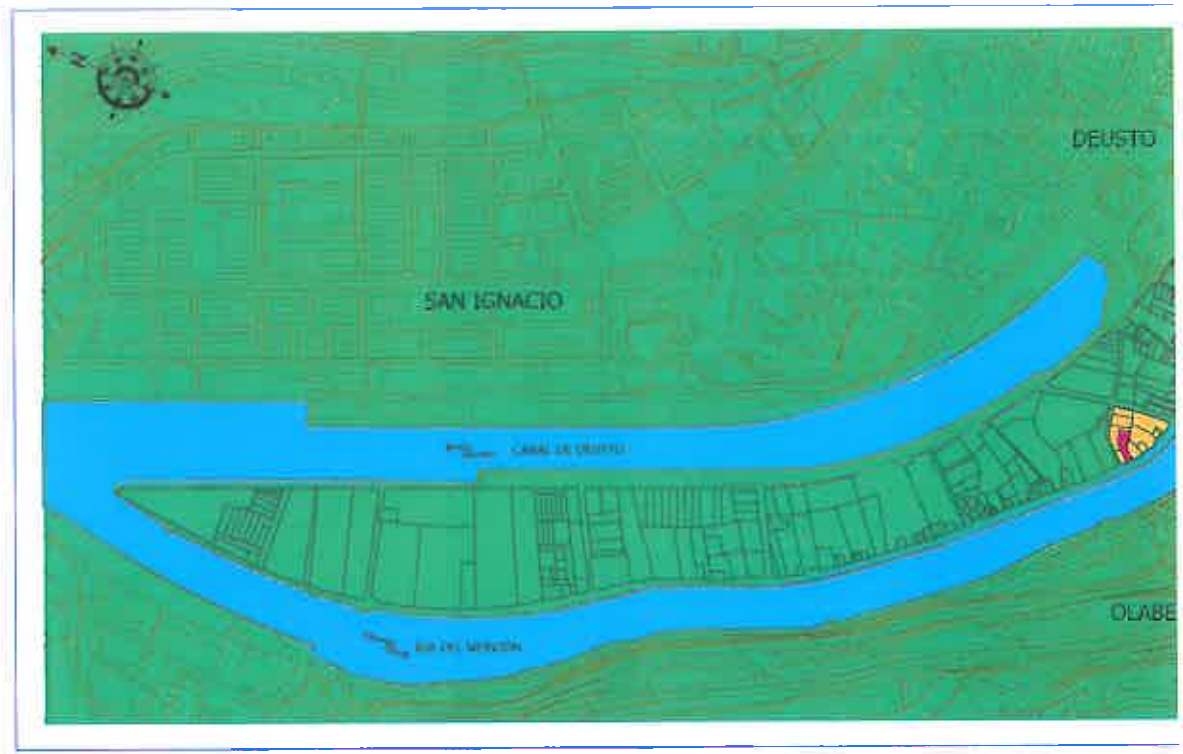 N
DEUSTO
SAN IGNACIO
CANAL DE DEUSTO
RIA DEL NERVION
OLABE